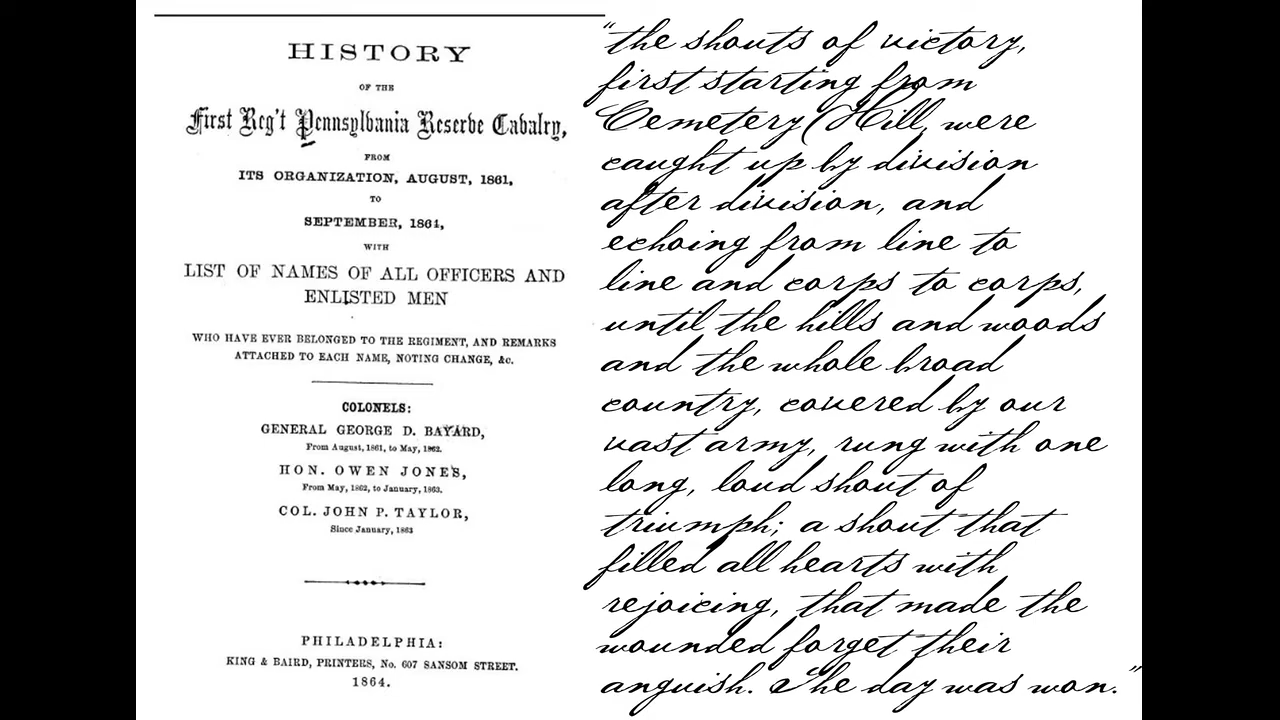 HISTORY
OF THE
First Reg't Pennsylvania Reserve Cavalry,
FROM
ITS ORGANIZATION, AUGUST, 1861,
TO
SEPTEMBER, 1864,
WITH
LIST OF NAMES OF ALL OFFICERS AND
ENLISTED MEN
WHO HAVE EVER BELONGED TO THE REGIMENT, AND REMARKS
ATTACHED TO EACH NAME, NOTING CHANGE, &c.
COLONELS:
GENERAL GEORGE D. BAYARD,
From August, 1861, to May, 1862.
HON. OWEN JONES,
From May, 1862, to January, 1863.
COL. JOHN P. TAYLOR,
Since January, 1863
PHILADELPHIA:
KING & BAIRD, PRINTERS, No. 607 SANSOM STREET.
1864.
"the shouts of victory,
first starting from
Cemetery Hill, were
caught up by division
after division, and
echoing from line to
line and corps to corps,
until the hills and woods
and the whole broad
country, covered by our
vast army, rung with one
long, loud shout of
triumph; a shout that
filled all hearts with
rejoicing, that made the
wounded forget their
anguish. The day was won."